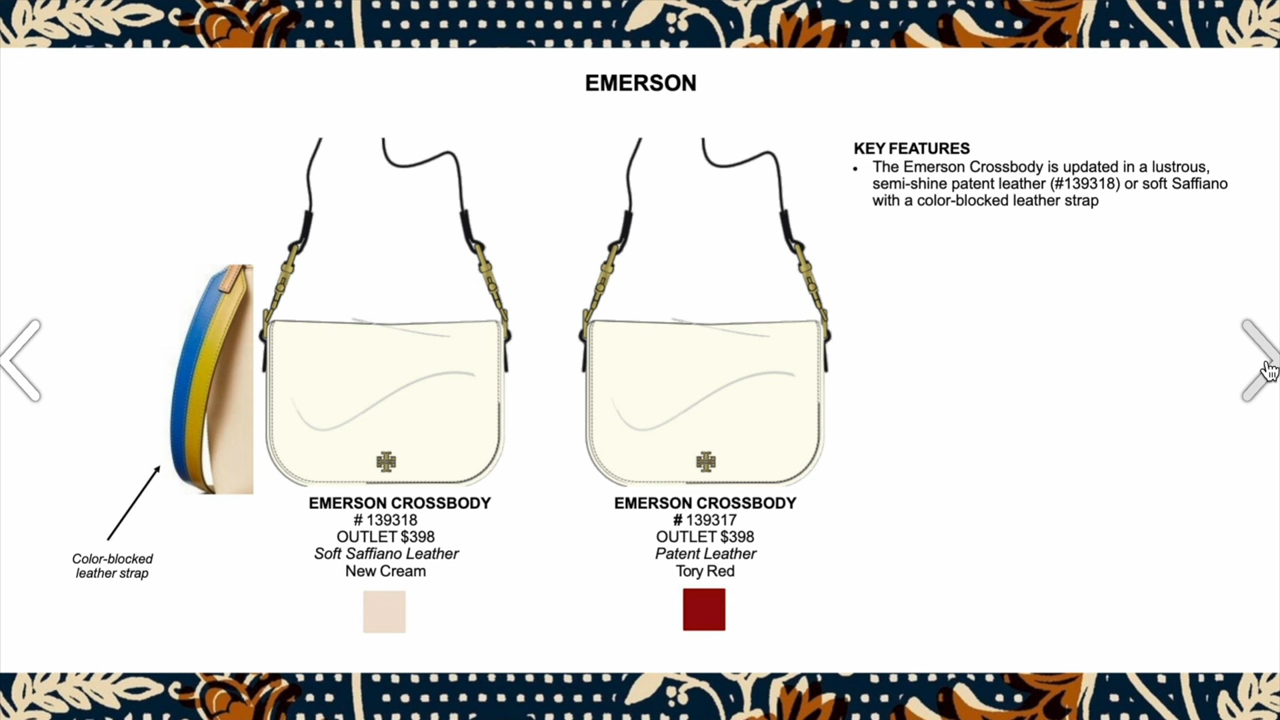 EMERSON
KEY FEATURES
• The Emerson Crossbody is updated in a lustrous,
semi-shine patent leather (#139318) or soft Saffiano
with a color-blocked leather strap
Color-blocked
leather strap
EMERSON CROSSBODY
# 139318
OUTLET $398
Soft Saffiano Leather
New Cream
EMERSON CROSSBODY
# 139317
OUTLET $398
Patent Leather
Tory Red